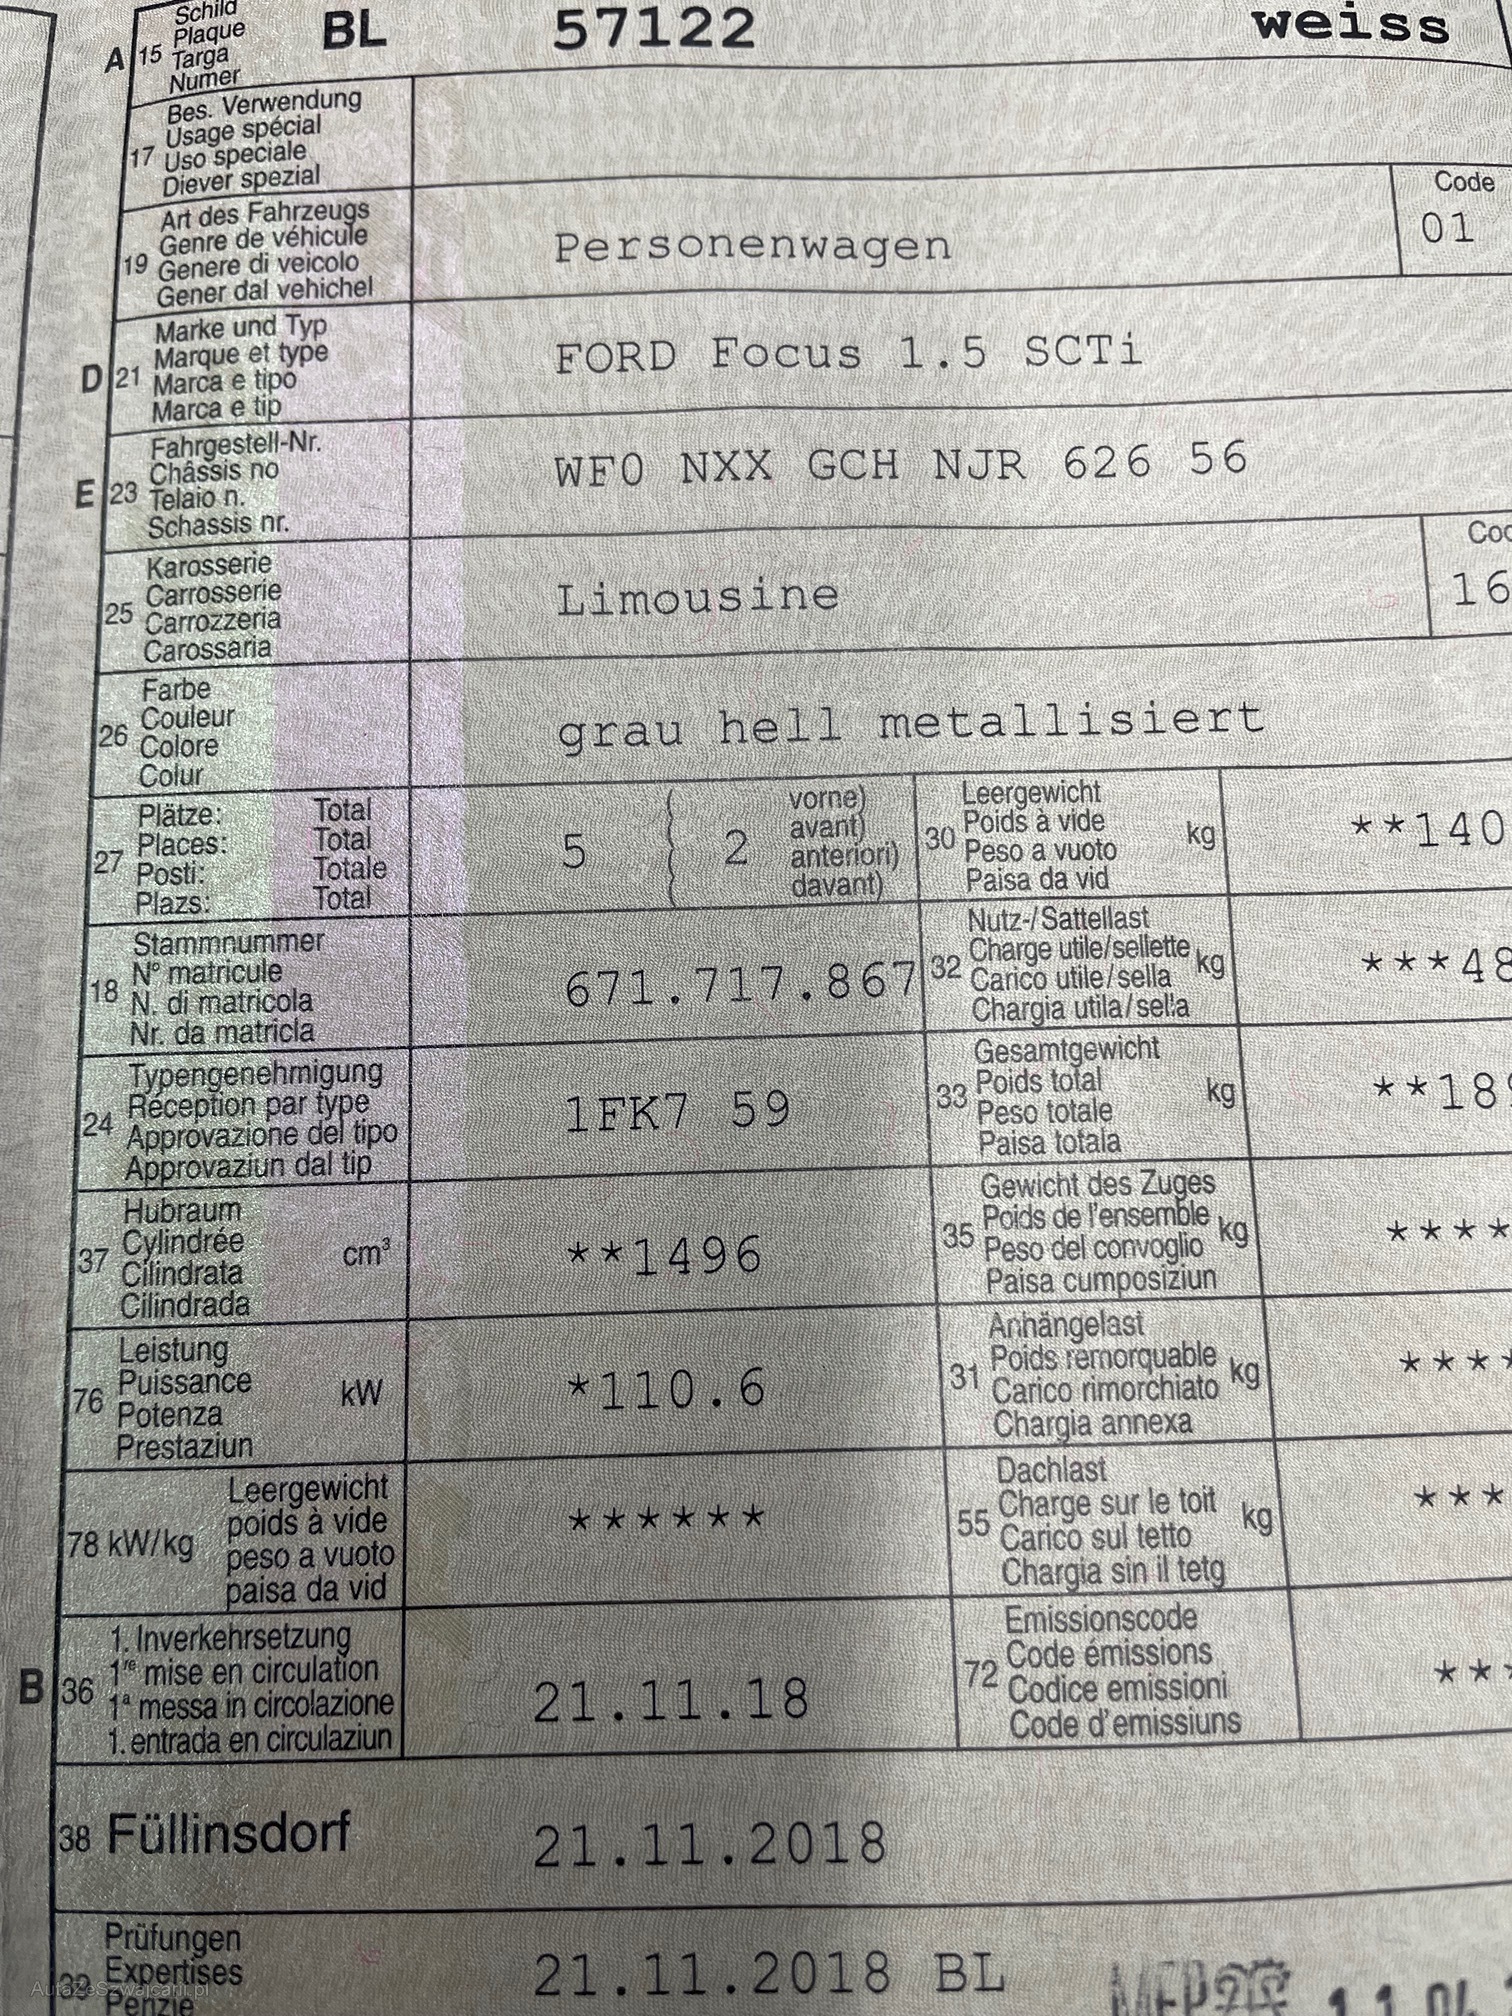 Schild
Plaque
A 15 Targa BL 57122 weiss
Numer
Bes. Verwendung
Usage spécial
17 Uso speciale
Diever spezial
Art des Fahrzeugs Code
Genre de véhicule
19 Genere di veicolo Personenwagen 01
Gener dal vehichel
Marke und Typ
Marque et type
D 21 Marca e tipo FORD Focus 1.5 SCTi
Marca e tip
Fahrgestell-Nr.
Châssis no
E 23 Telaio n. WF0 NXX GCH NJR 626 56
Schassis nr.
Karosserie
Carrosserie
25 Carrozzeria Limousine 16
Carossaria
Farbe
Couleur
26 Colore grau hell metallisiert
Colur
Plätze: Total vorne) Leergewicht
Places: Total avant) Poids à vide
27 Posti: Totale 5 2 anteriori) 30 Peso a vuoto kg **140
Plazs: Total davant) Paisa da vid
Stammnummer Nutz-/Sattellast
N° matricule Charge utile/sellette
18 N. di matricola 671.717.867 32 Carico utile/sella kg ***48
Nr. da matricla Chargia utila/sella
Typengenehmigung Gesamtgewicht
Réception par type Poids total
24 Approvazione del tipo 1FK7 59 33 Peso totale kg **18
Approvaziun dal tip Paisa totala
Hubraum Gewicht des Zuges
Cylindrée Poids de l'ensemble
37 Cilindrata cm³ **1496 35 Peso del convoglio kg ****
Cilindrada Paisa cumposiziun
Leistung Anhängelast
Puissance Poids remorquable
76 Potenza kW *110.6 31 Carico rimorchiato kg ****
Prestaziun Chargia annexa
Leergewicht Dachlast
poids à vide Charge sur le toit
78 kW/kg peso a vuoto ****** 55 Carico sul tetto kg ***
paisa da vid Chargia sin il tetg
1. Inverkehrsetzung Emissionscode
1re mise en circulation Code émissions
B 36 1a messa in circolazione 21.11.18 72 Codice emissioni ***
1. entrada en circulaziun Code d'emissiuns
38 Füllinsdorf 21.11.2018
Prüfungen
Expertises 21.11.2018 BL
AutaZeSzwajcarii.pl